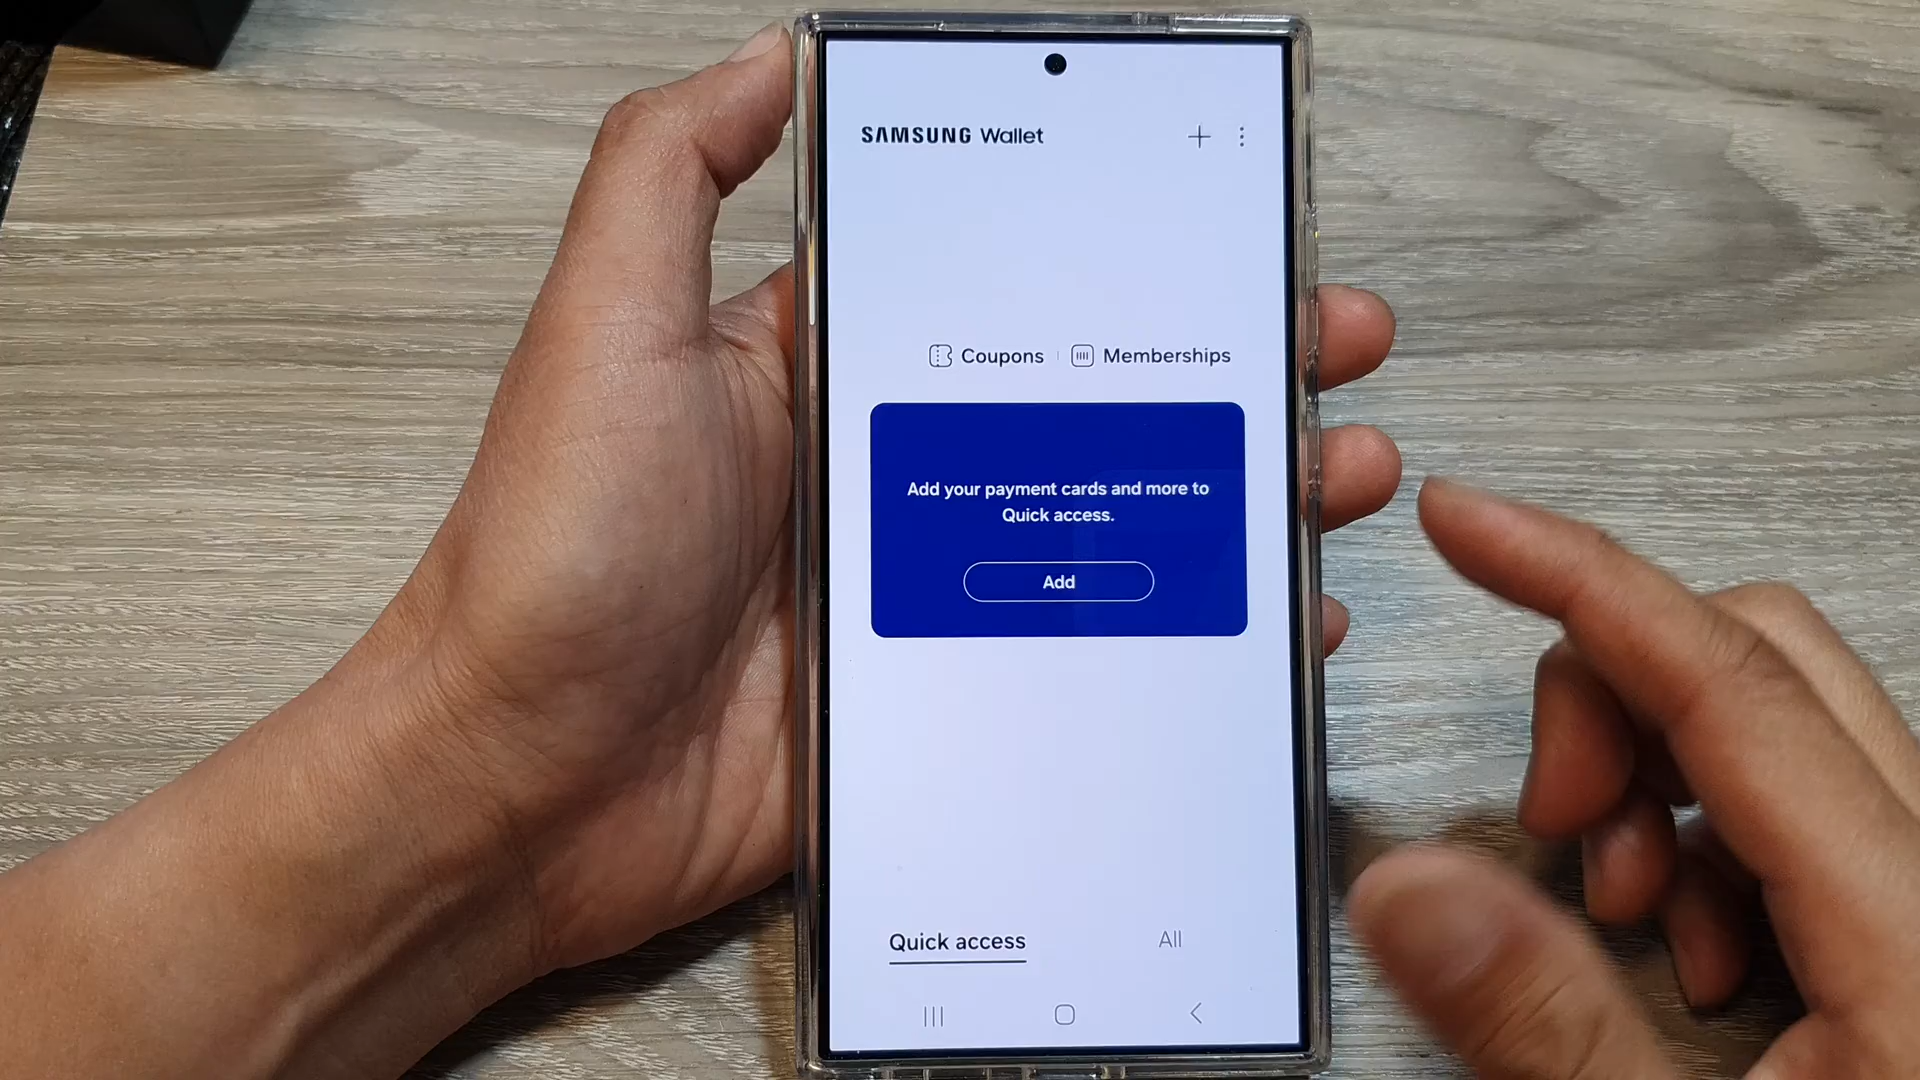 SAMSUNG Wallet
Coupons
Memberships
Add your payment cards and more to
Quick access.
Add
Quick access
All